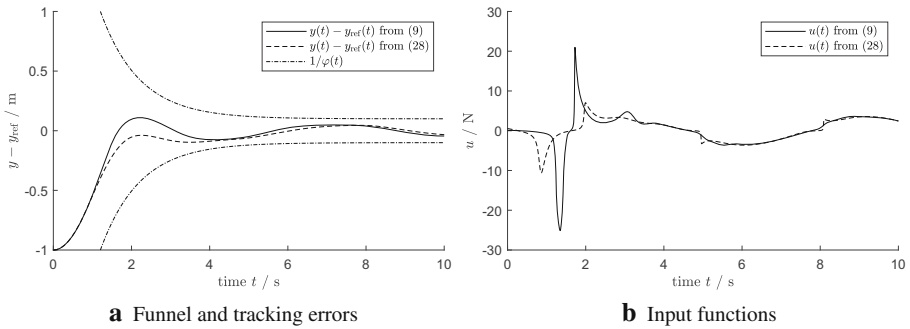 y(t) − y_ref(t) from (9)
y(t) − y_ref(t) from (28)
1/φ(t)
1
0.5
0
-0.5
-1
y − y_ref / m
0 2 4 6 8 10
time t / s
a Funnel and tracking errors
u(t) from (9)
u(t) from (28)
30
20
10
0
-10
-20
-30
u / N
0 2 4 6 8 10
time t / s
b Input functions